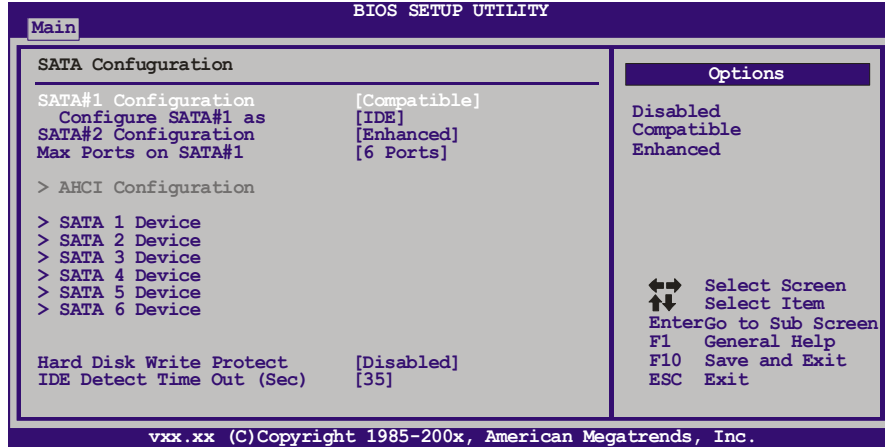 BIOS SETUP UTILITY
Main
SATA Confuguration
SATA#1 Configuration [Compatible]
Configure SATA#1 as [IDE]
SATA#2 Configuration [Enhanced]
Max Ports on SATA#1 [6 Ports]
> AHCI Configuration
> SATA 1 Device
> SATA 2 Device
> SATA 3 Device
> SATA 4 Device
> SATA 5 Device
> SATA 6 Device
Hard Disk Write Protect [Disabled]
IDE Detect Time Out (Sec) [35]
Options
Disabled
Compatible
Enhanced
Select Screen
Select Item
EnterGo to Sub Screen
F1 General Help
F10 Save and Exit
ESC Exit
vxx.xx (C)Copyright 1985-200x, American Megatrends, Inc.